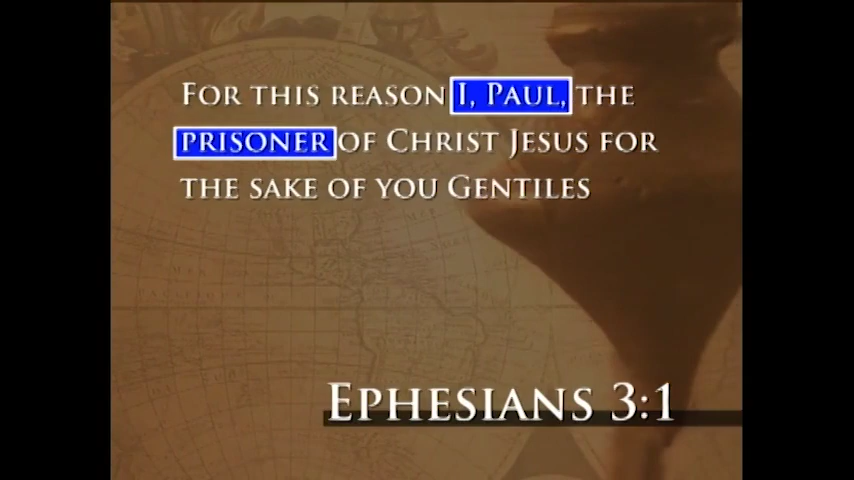 For this reason I, Paul, the
prisoner of Christ Jesus for
the sake of you Gentiles
Ephesians 3:1